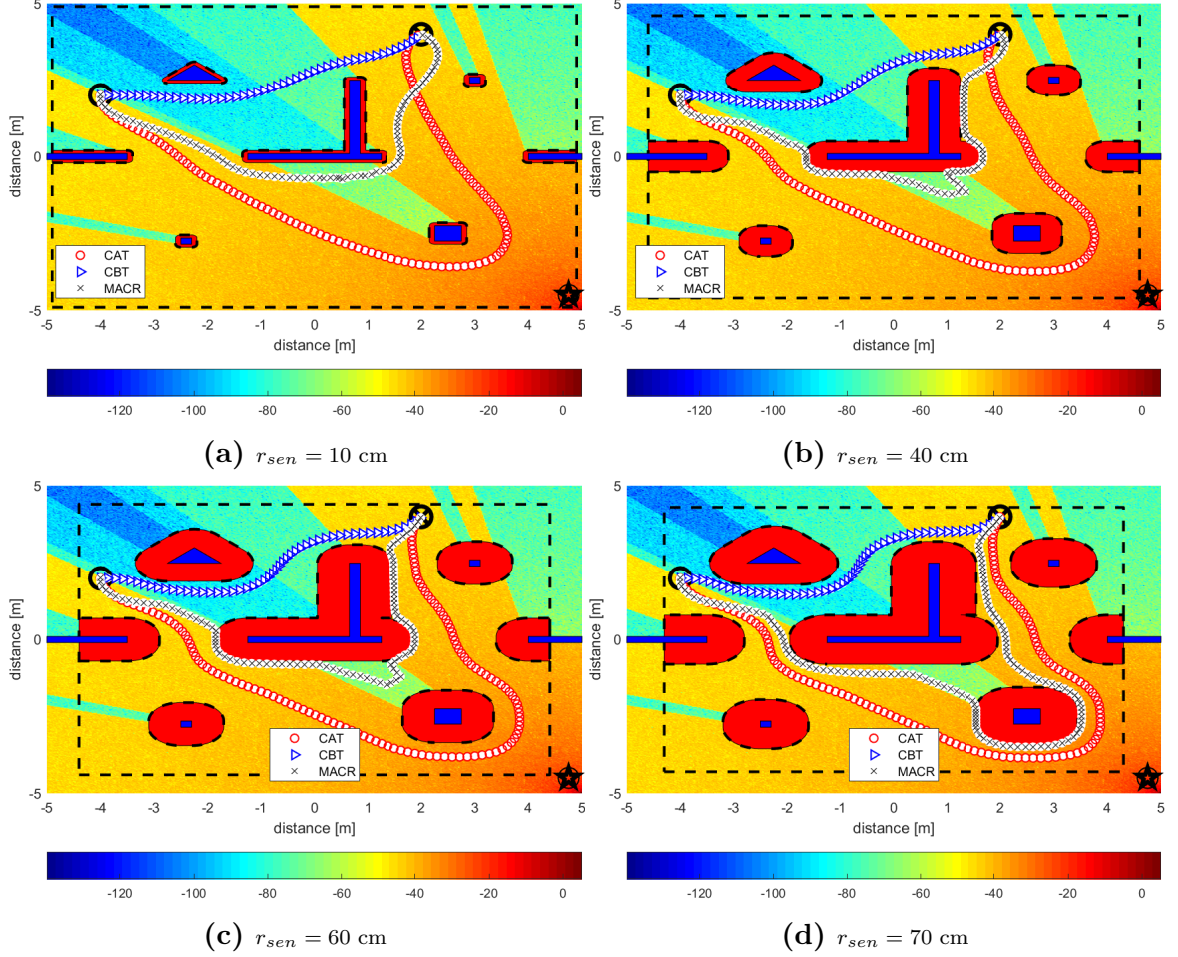 5
distance [m]
0
CAT
CBT
MACR
-5
-5 -4 -3 -2 -1 0 1 2 3 4 5
distance [m]
-120 -100 -80 -60 -40 -20 0
(a) r_sen = 10 cm
5
distance [m]
0
CAT
CBT
MACR
-5
-5 -4 -3 -2 -1 0 1 2 3 4 5
distance [m]
-120 -100 -80 -60 -40 -20 0
(b) r_sen = 40 cm
5
distance [m]
0
CAT
CBT
MACR
-5
-5 -4 -3 -2 -1 0 1 2 3 4 5
distance [m]
-120 -100 -80 -60 -40 -20 0
(c) r_sen = 60 cm
5
distance [m]
0
CAT
CBT
MACR
-5
-5 -4 -3 -2 -1 0 1 2 3 4 5
distance [m]
-120 -100 -80 -60 -40 -20 0
(d) r_sen = 70 cm